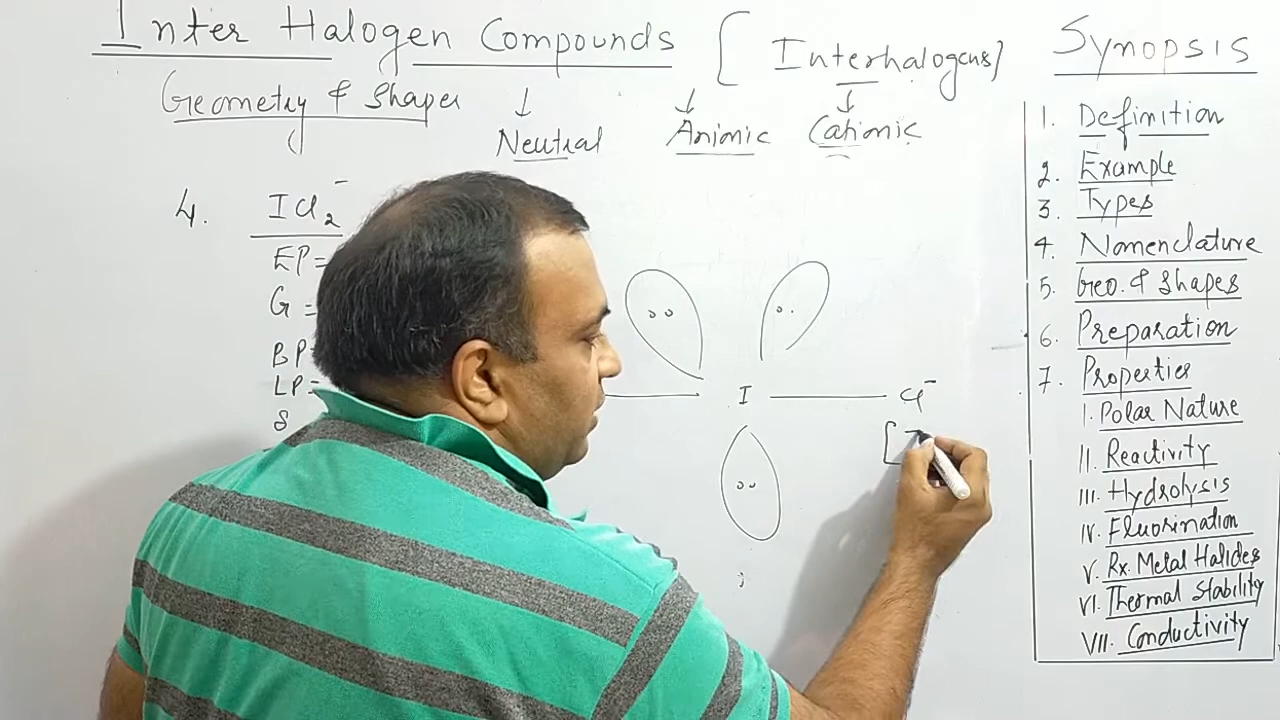 Inter Halogen Compounds [ Interhalogens]
Geometry & Shapes ↓ Neutral ↓ Anionic ↓ Cationic
4. ICl2-
EP=
G =
BP=
LP=
S
I Cl-
[
Synopsis
1. Definition
2. Example
3. Types
4. Nomenclature
5. Geo. & Shapes
6. Preparation
7. Properties
I. Polar Nature
II. Reactivity
III. Hydrolysis
IV. Fluorination
V. Rx. Metal Halides
VI. Thermal Stability
VII. Conductivity